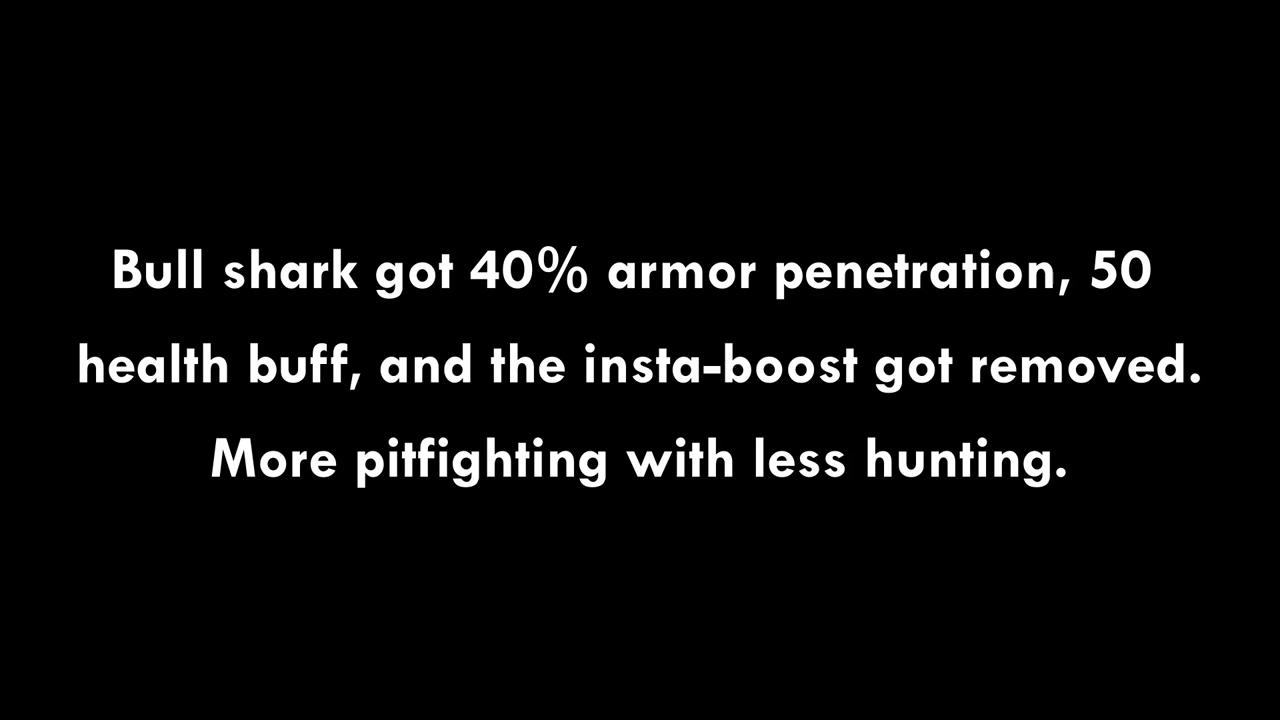 Bull shark got 40% armor penetration, 50
health buff, and the insta-boost got removed.
More pitfighting with less hunting.